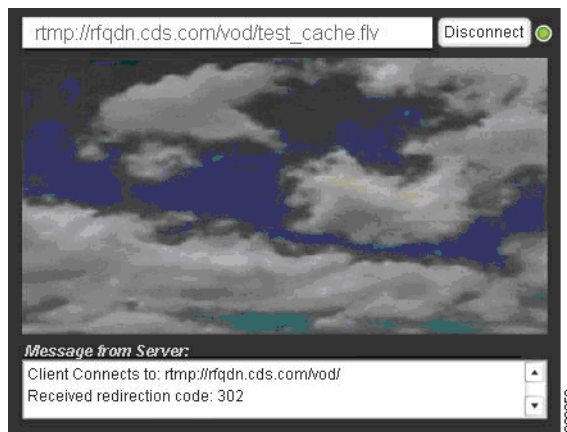 rtmp://rfqdn.cds.com/vod/test_cache.flv
Disconnect
Message from Server:
Client Connects to: rtmp://rfqdn.cds.com/vod/
Received redirection code: 302